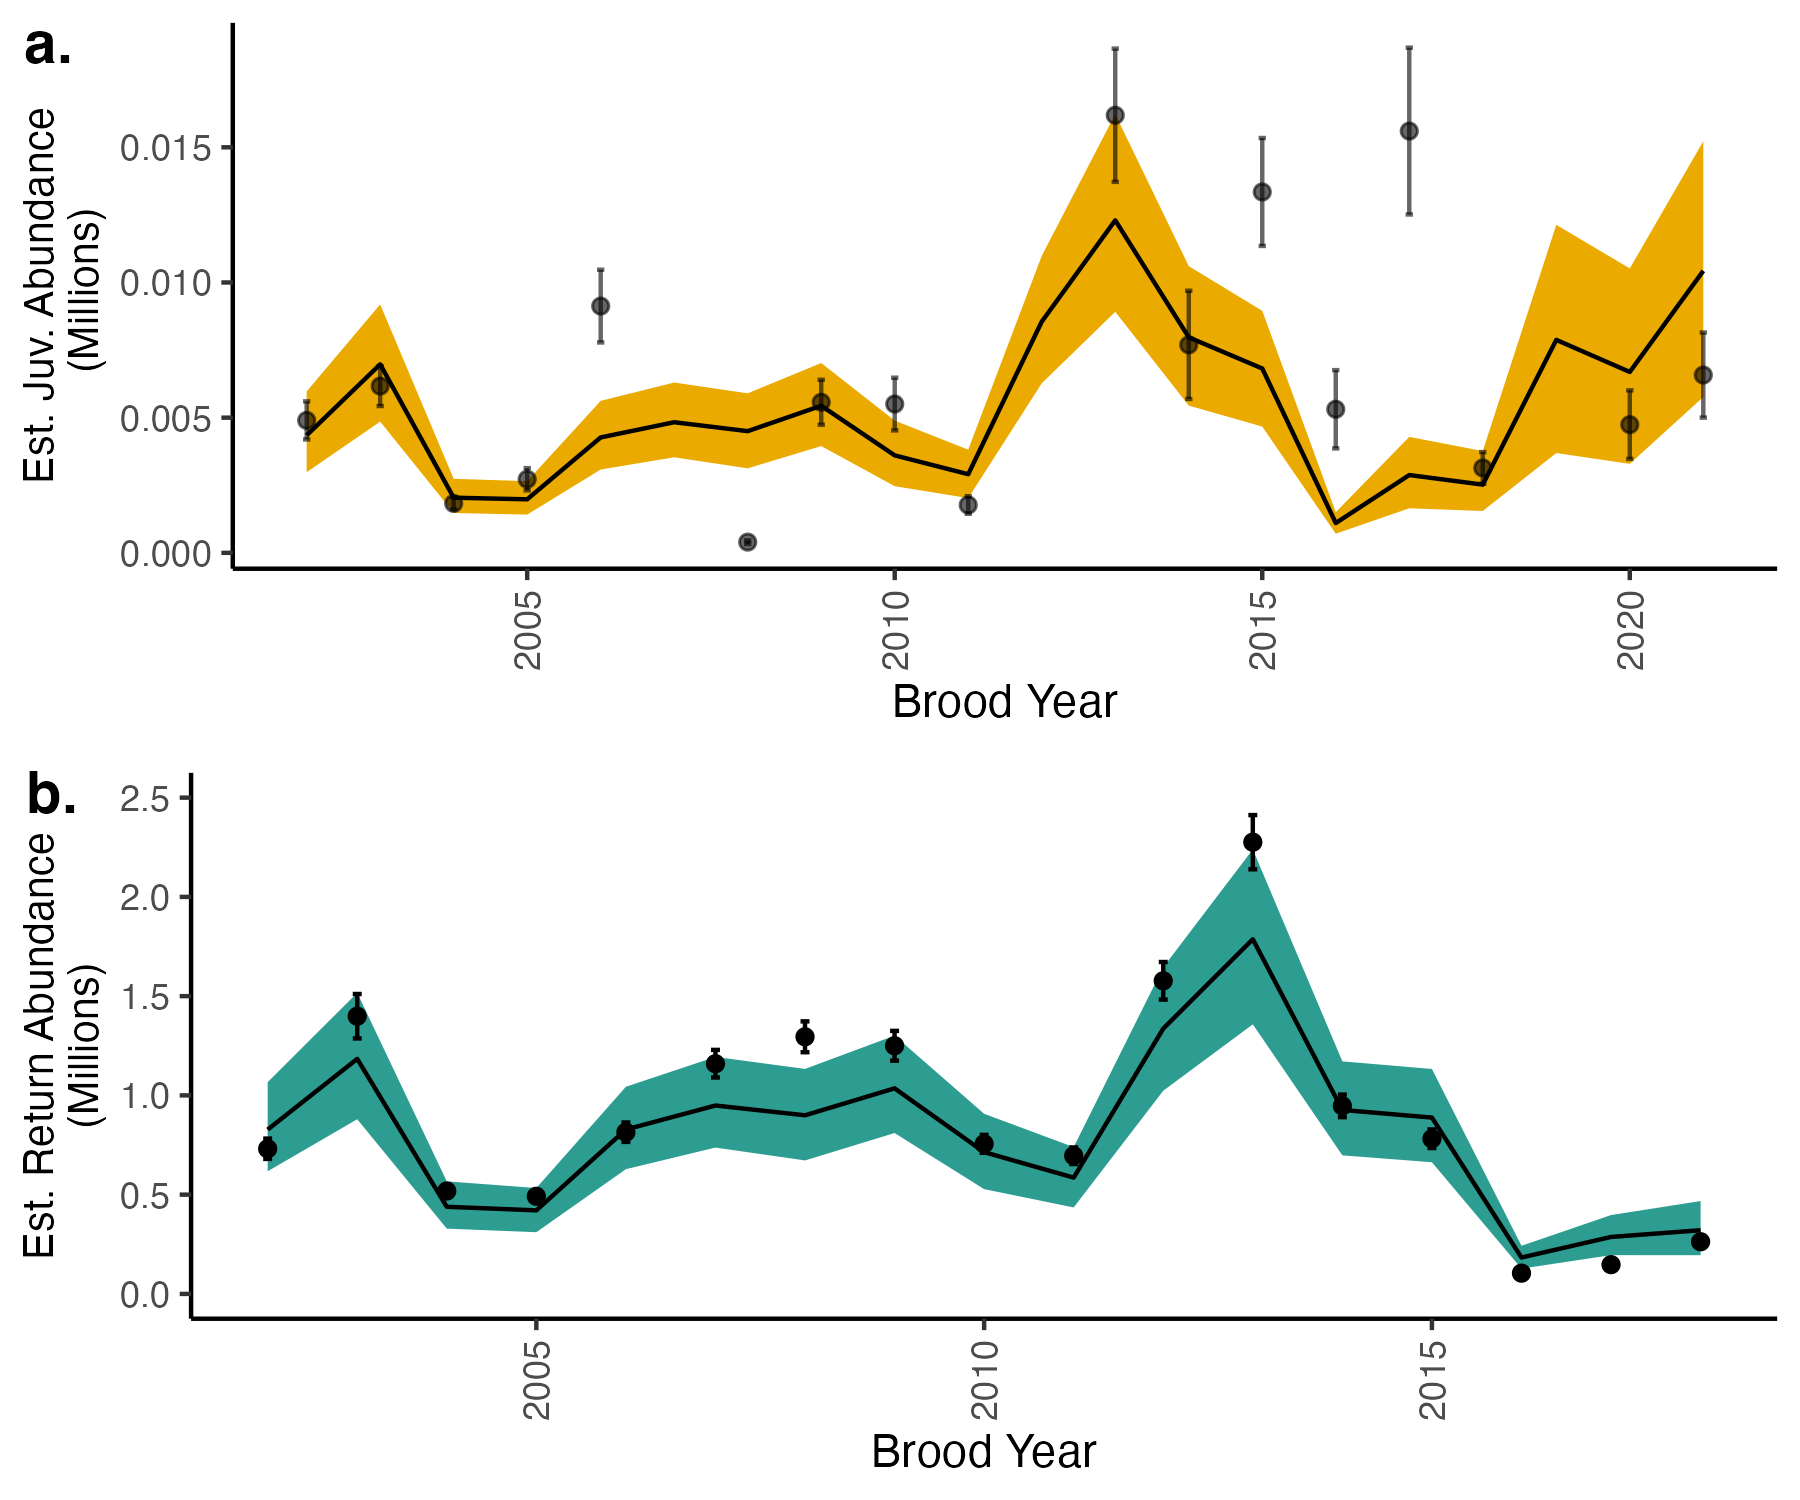 a.
Est. Juv. Abundance
(Millions)
0.015
0.010
0.005
0.000
2005
2010
2015
2020
Brood Year
b.
Est. Return Abundance
(Millions)
2.5
2.0
1.5
1.0
0.5
0.0
2005
2010
2015
Brood Year